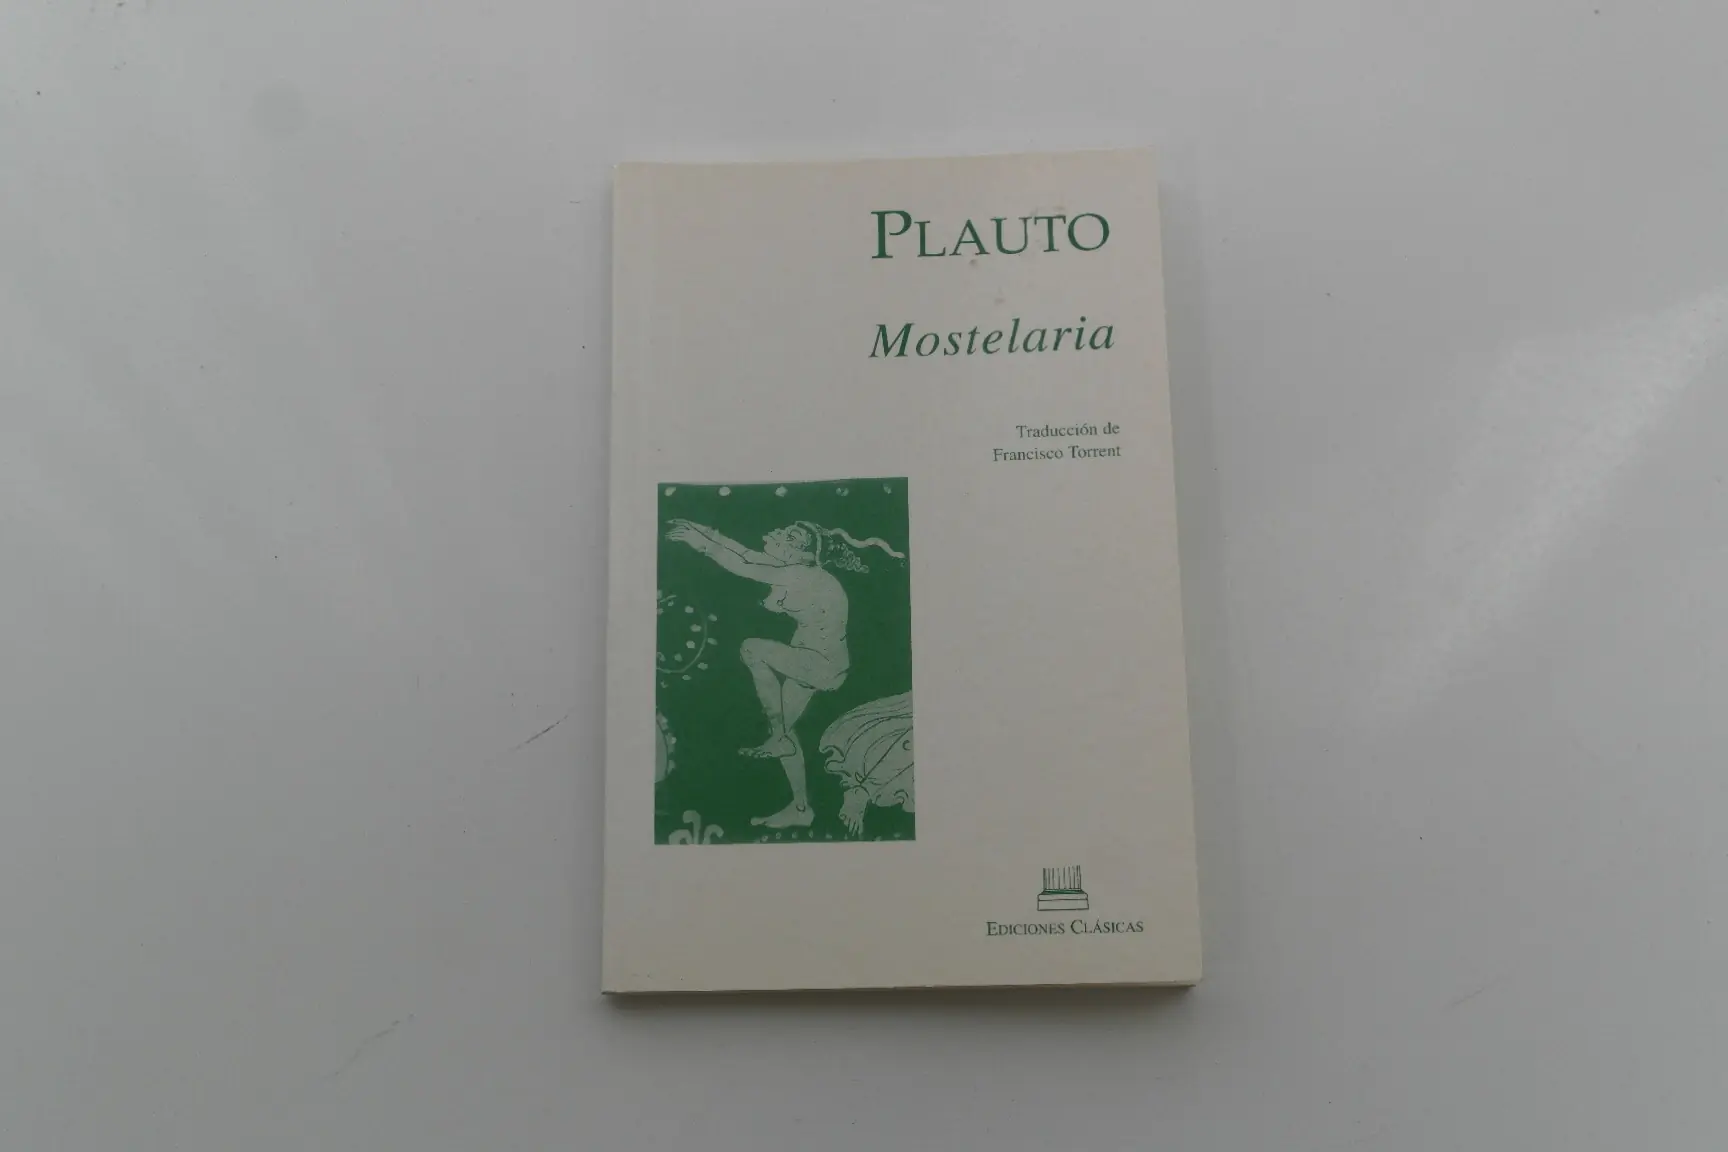 PLAUTO
Mostelaria
Traducción de
Francisco Torrent
EDICIONES CLÁSICAS